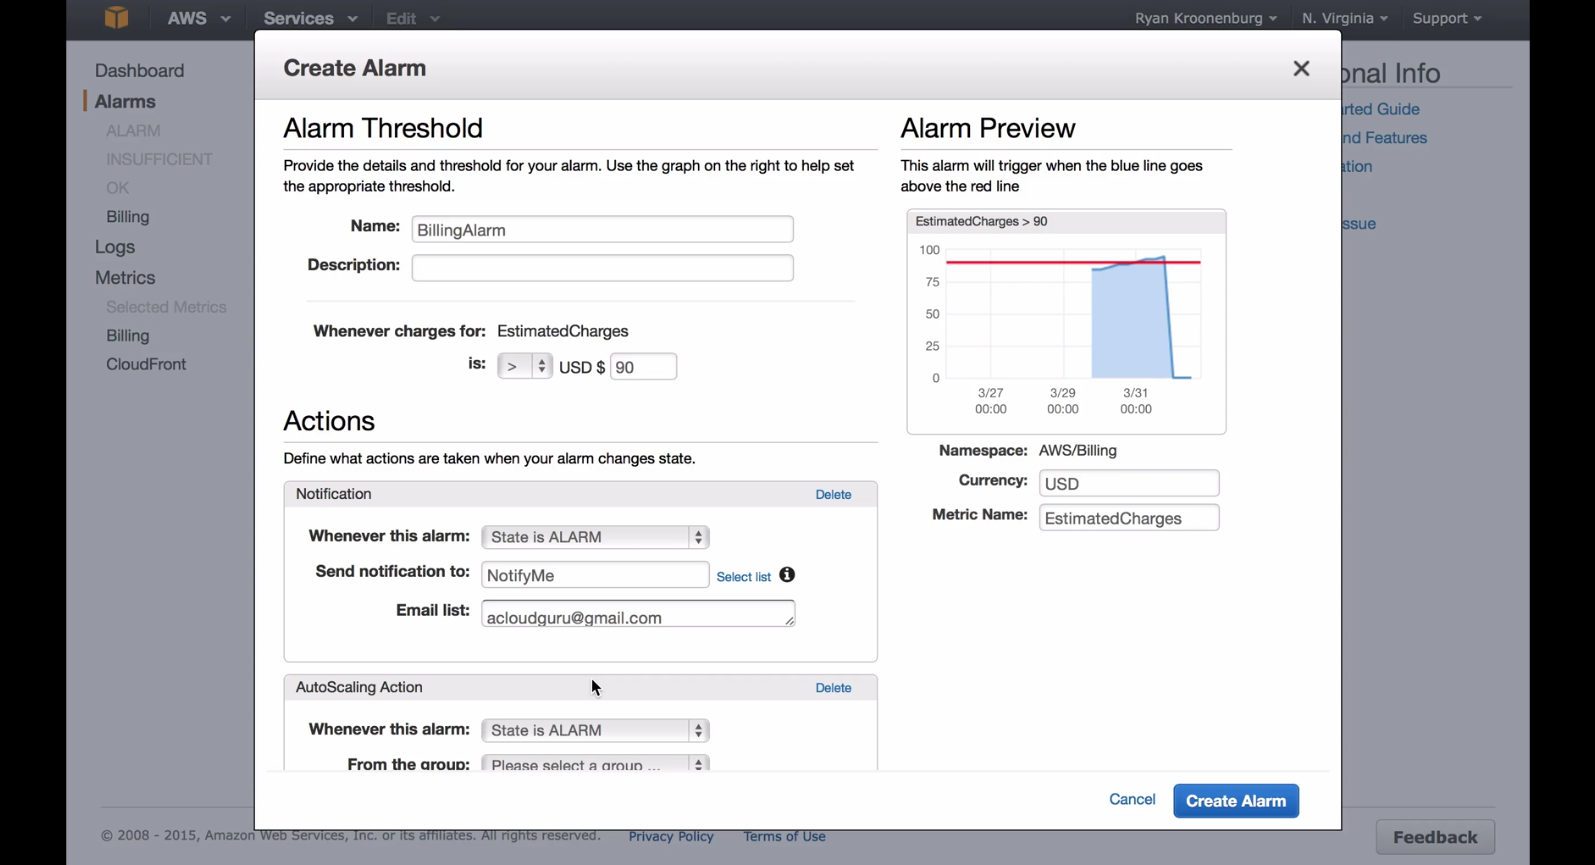 AWS Services Edit Ryan Kroonenburg N. Virginia Support
Dashboard
Alarms
ALARM
INSUFFICIENT
OK
Billing
Logs
Metrics
Selected Metrics
Billing
CloudFront
Create Alarm
Alarm Threshold
Provide the details and threshold for your alarm. Use the graph on the right to help set
the appropriate threshold.
Name: BillingAlarm
Description:
Whenever charges for: EstimatedCharges
is: > USD $ 90
Actions
Define what actions are taken when your alarm changes state.
Notification Delete
Whenever this alarm: State is ALARM
Send notification to: NotifyMe Select list
Email list: acloudguru@gmail.com
AutoScaling Action Delete
Whenever this alarm: State is ALARM
From the group: Please select a group ...
Alarm Preview
This alarm will trigger when the blue line goes
above the red line
EstimatedCharges > 90
100
75
50
25
0
3/27 3/29 3/31
00:00 00:00 00:00
Namespace: AWS/Billing
Currency: USD
Metric Name: EstimatedCharges
Cancel Create Alarm
onal Info
rted Guide
nd Features
ation
ssue
© 2008 - 2015, Amazon Web Services, Inc. or its affiliates. All rights reserved. Privacy Policy Terms of Use
Feedback